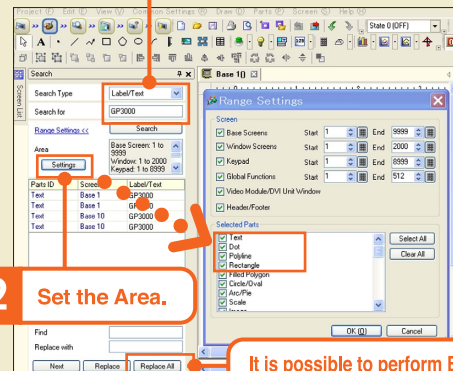 Project (P) Edit (E) View (V) Common Settings (R) Draw (D) Parts (P) Screen (S) Help (H)
State 0 (OFF)
Search
Base 10
Screen List
Search Type Label/Text
Search for GP3000
Range Settings << Search
Area Base Screen: 1 to 9999
Window: 1 to 2000
Keypad: 1 to 8999
Settings
Parts ID Screen Label/Text
Text Base 1 GP3000
Text Base 1 GP3000
Text Base 10 GP3000
Text Base 10 GP3000
Range Settings
Screen
Base Screens Start 1 End 9999
Window Screens Start 1 End 2000
Keypad Start 1 End 8999
Global Functions Start 1 End 512
Video Module/DVI Unit Window
Header/Footer
Selected Parts
Text
Dot
Polyline
Rectangle
Filled Polygon
Circle/Oval
Arc/Pie
Scale
Image
Select All
Clear All
OK (O) Cancel
2 Set the Area.
Find
Replace with
Next Replace Replace All
It is possible to perform